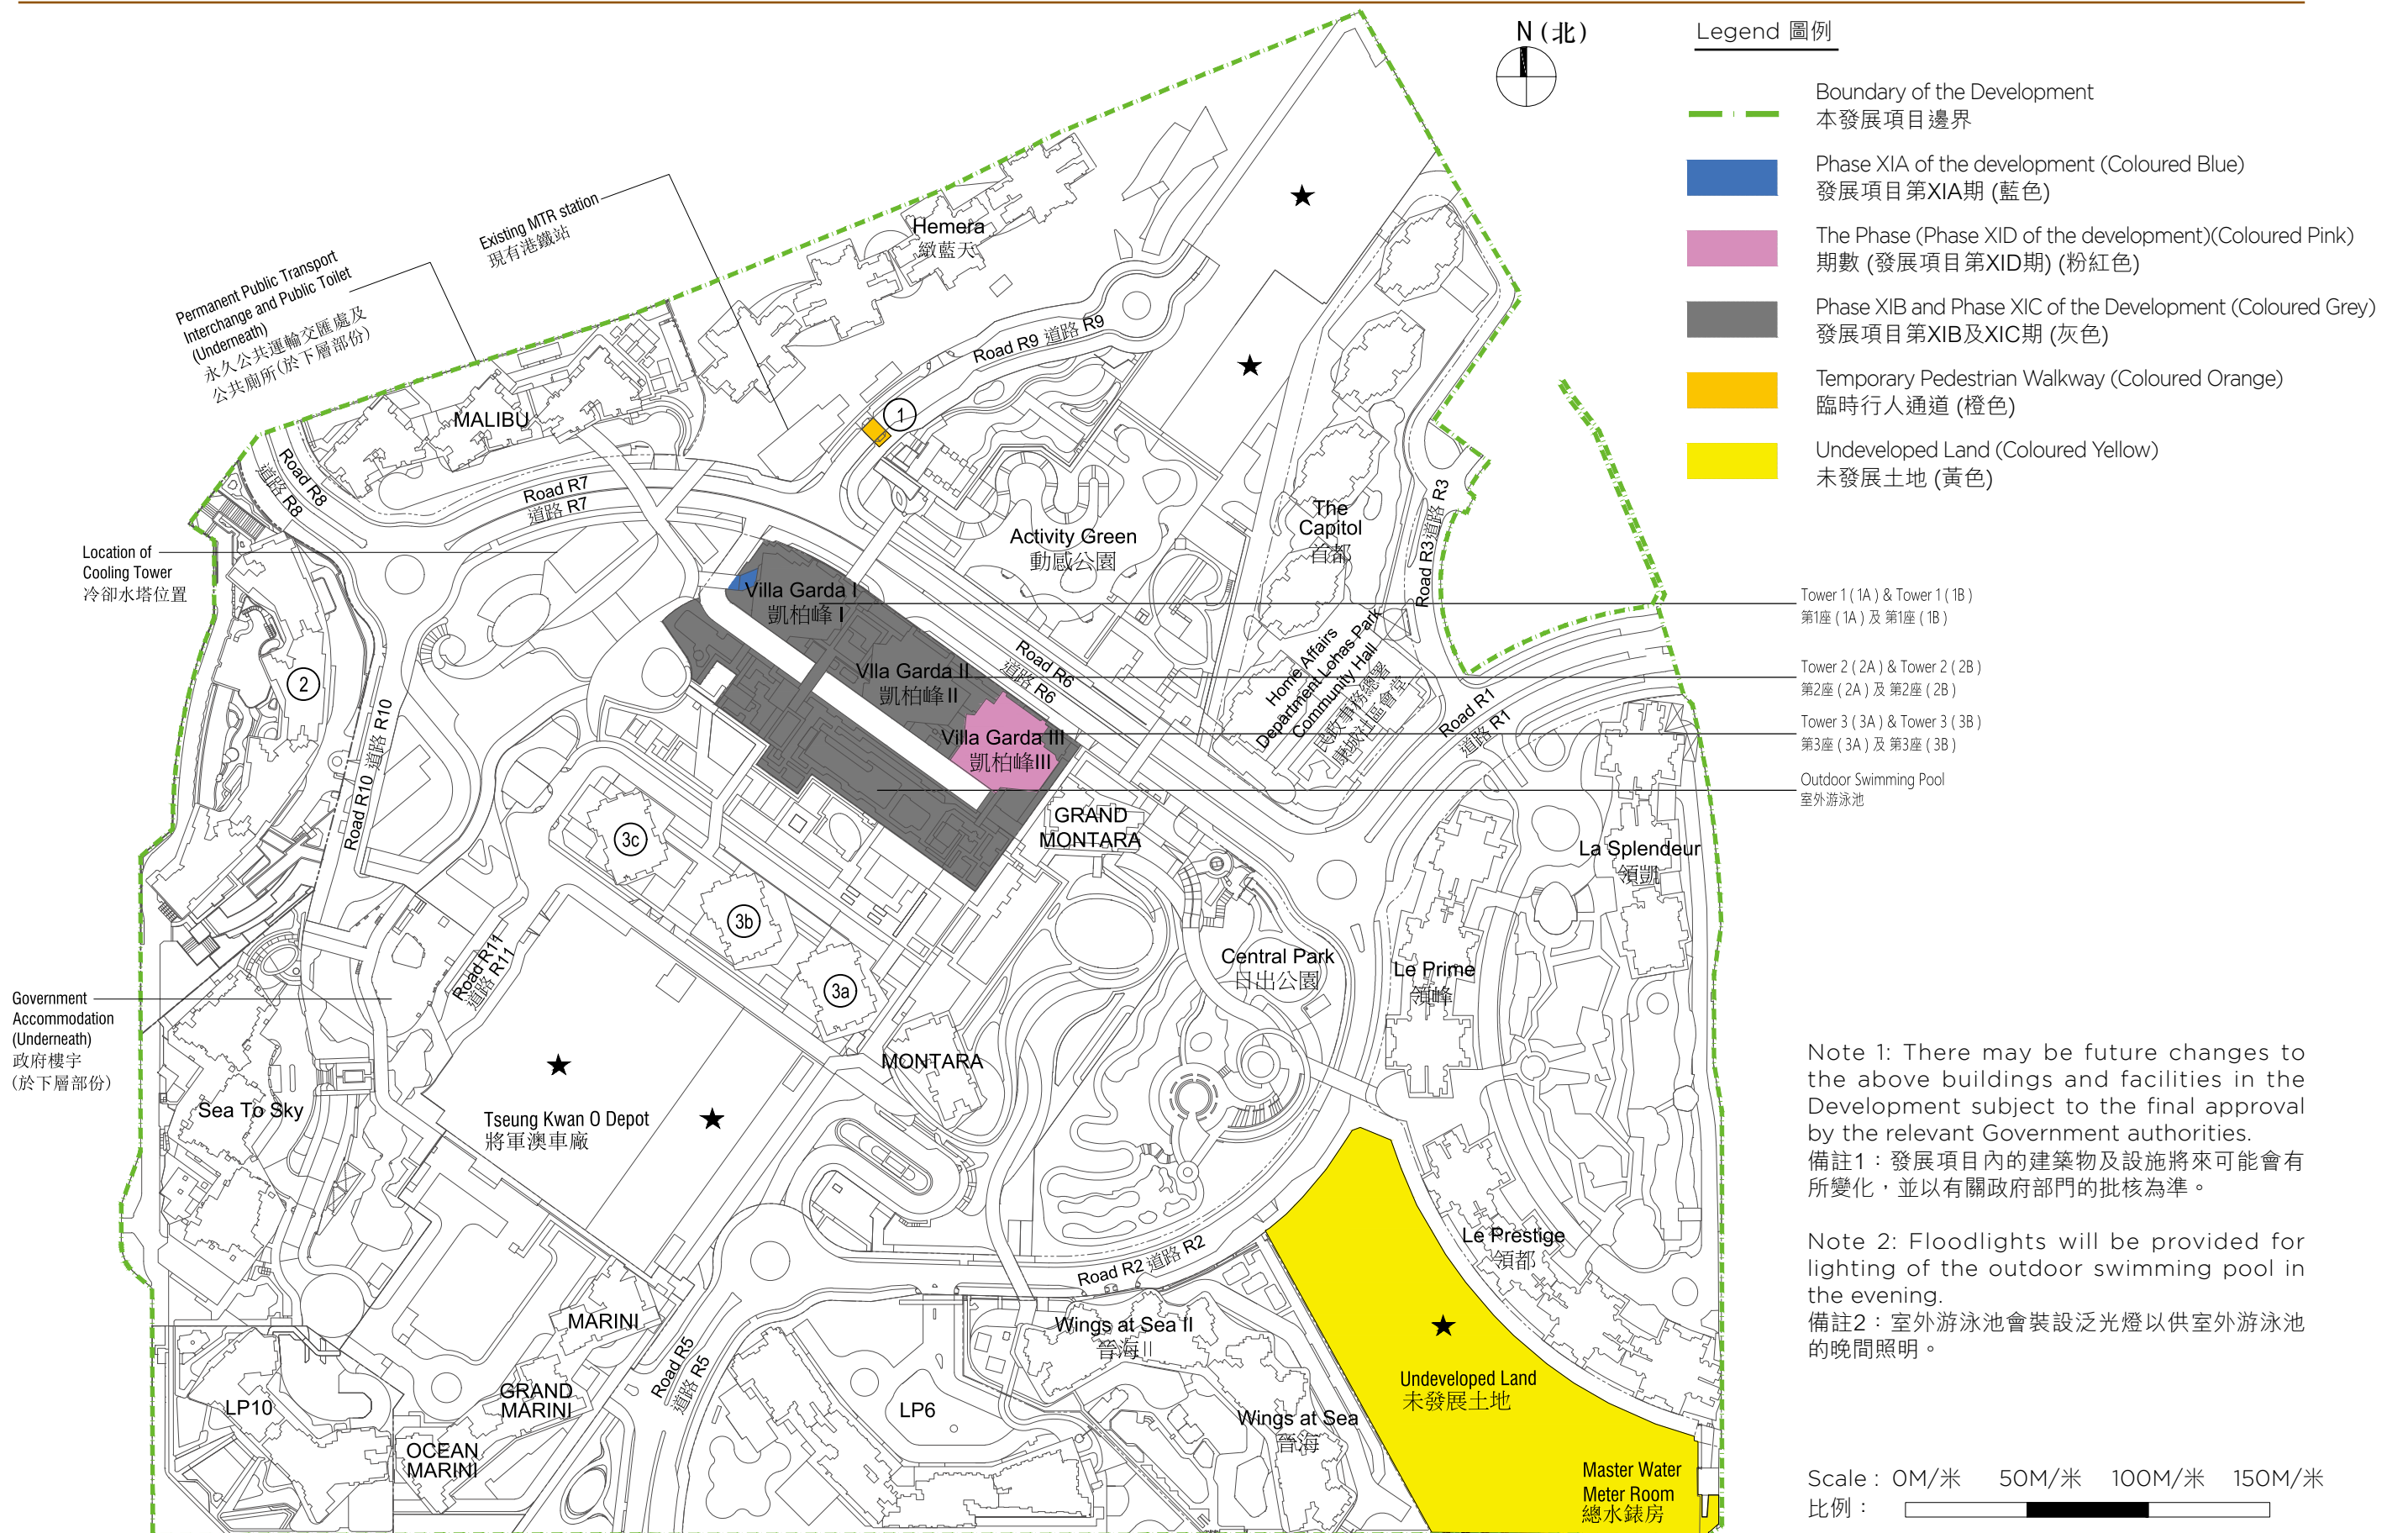 N (北)
Legend 圖例
Boundary of the Development
本發展項目邊界
Phase XIA of the development (Coloured Blue)
發展項目第XIA期 (藍色)
The Phase (Phase XID of the development)(Coloured Pink)
期數 (發展項目第XID期) (粉紅色)
Phase XIB and Phase XIC of the Development (Coloured Grey)
發展項目第XIB及XIC期 (灰色)
Temporary Pedestrian Walkway (Coloured Orange)
臨時行人通道 (橙色)
Undeveloped Land (Coloured Yellow)
未發展土地 (黃色)
Existing MTR station
現有港鐵站
Permanent Public Transport
Interchange and Public Toilet
(Underneath)
永久公共運輸交匯處及
公共廁所(於下層部份)
Hemera
緻藍天
Road R9 道路 R9
1
MALIBU
Road R8
道路 R8
Road R7
道路 R7
Location of
Cooling Tower
冷卻水塔位置
Activity Green
動感公園
The
Capitol
首都
Road R3 道路 R3
Villa Garda I
凱柏峰 I
Vlla Garda II
凱柏峰 II
Villa Garda III
凱柏峰III
Road R6
道路 R6
Home Affairs
Department Lohas Park
Community Hall
民政事務總署
康城社區會堂
Road R1
道路 R1
Tower 1 ( 1A ) & Tower 1 ( 1B )
第1座 ( 1A ) 及 第1座 ( 1B )
Tower 2 ( 2A ) & Tower 2 ( 2B )
第2座 ( 2A ) 及 第2座 ( 2B )
Tower 3 ( 3A ) & Tower 3 ( 3B )
第3座 ( 3A ) 及 第3座 ( 3B )
Outdoor Swimming Pool
室外游泳池
2
Road R10 道路 R10
3c
3b
3a
GRAND
MONTARA
La Splendeur
領凱
Central Park
日出公園
Le Prime
領峰
Road R11
道路 R11
Government
Accommodation
(Underneath)
政府樓宇
(於下層部份)
MONTARA
Sea To Sky
Tseung Kwan O Depot
將軍澳車廠
Le Prestige
領都
Road R2 道路 R2
MARINI
Road R5
道路 R5
Wings at Sea II
晉海 II
GRAND
MARINI
LP10
LP6
Wings at Sea
晉海
OCEAN
MARINI
Undeveloped Land
未發展土地
Master Water
Meter Room
總水錶房
Note 1: There may be future changes to
the above buildings and facilities in the
Development subject to the final approval
by the relevant Government authorities.
備註1：發展項目內的建築物及設施將來可能會有
所變化，並以有關政府部門的批核為準。
Note 2: Floodlights will be provided for
lighting of the outdoor swimming pool in
the evening.
備註2：室外游泳池會裝設泛光燈以供室外游泳池
的晚間照明。
Scale : 0M/米 50M/米 100M/米 150M/米
比例：